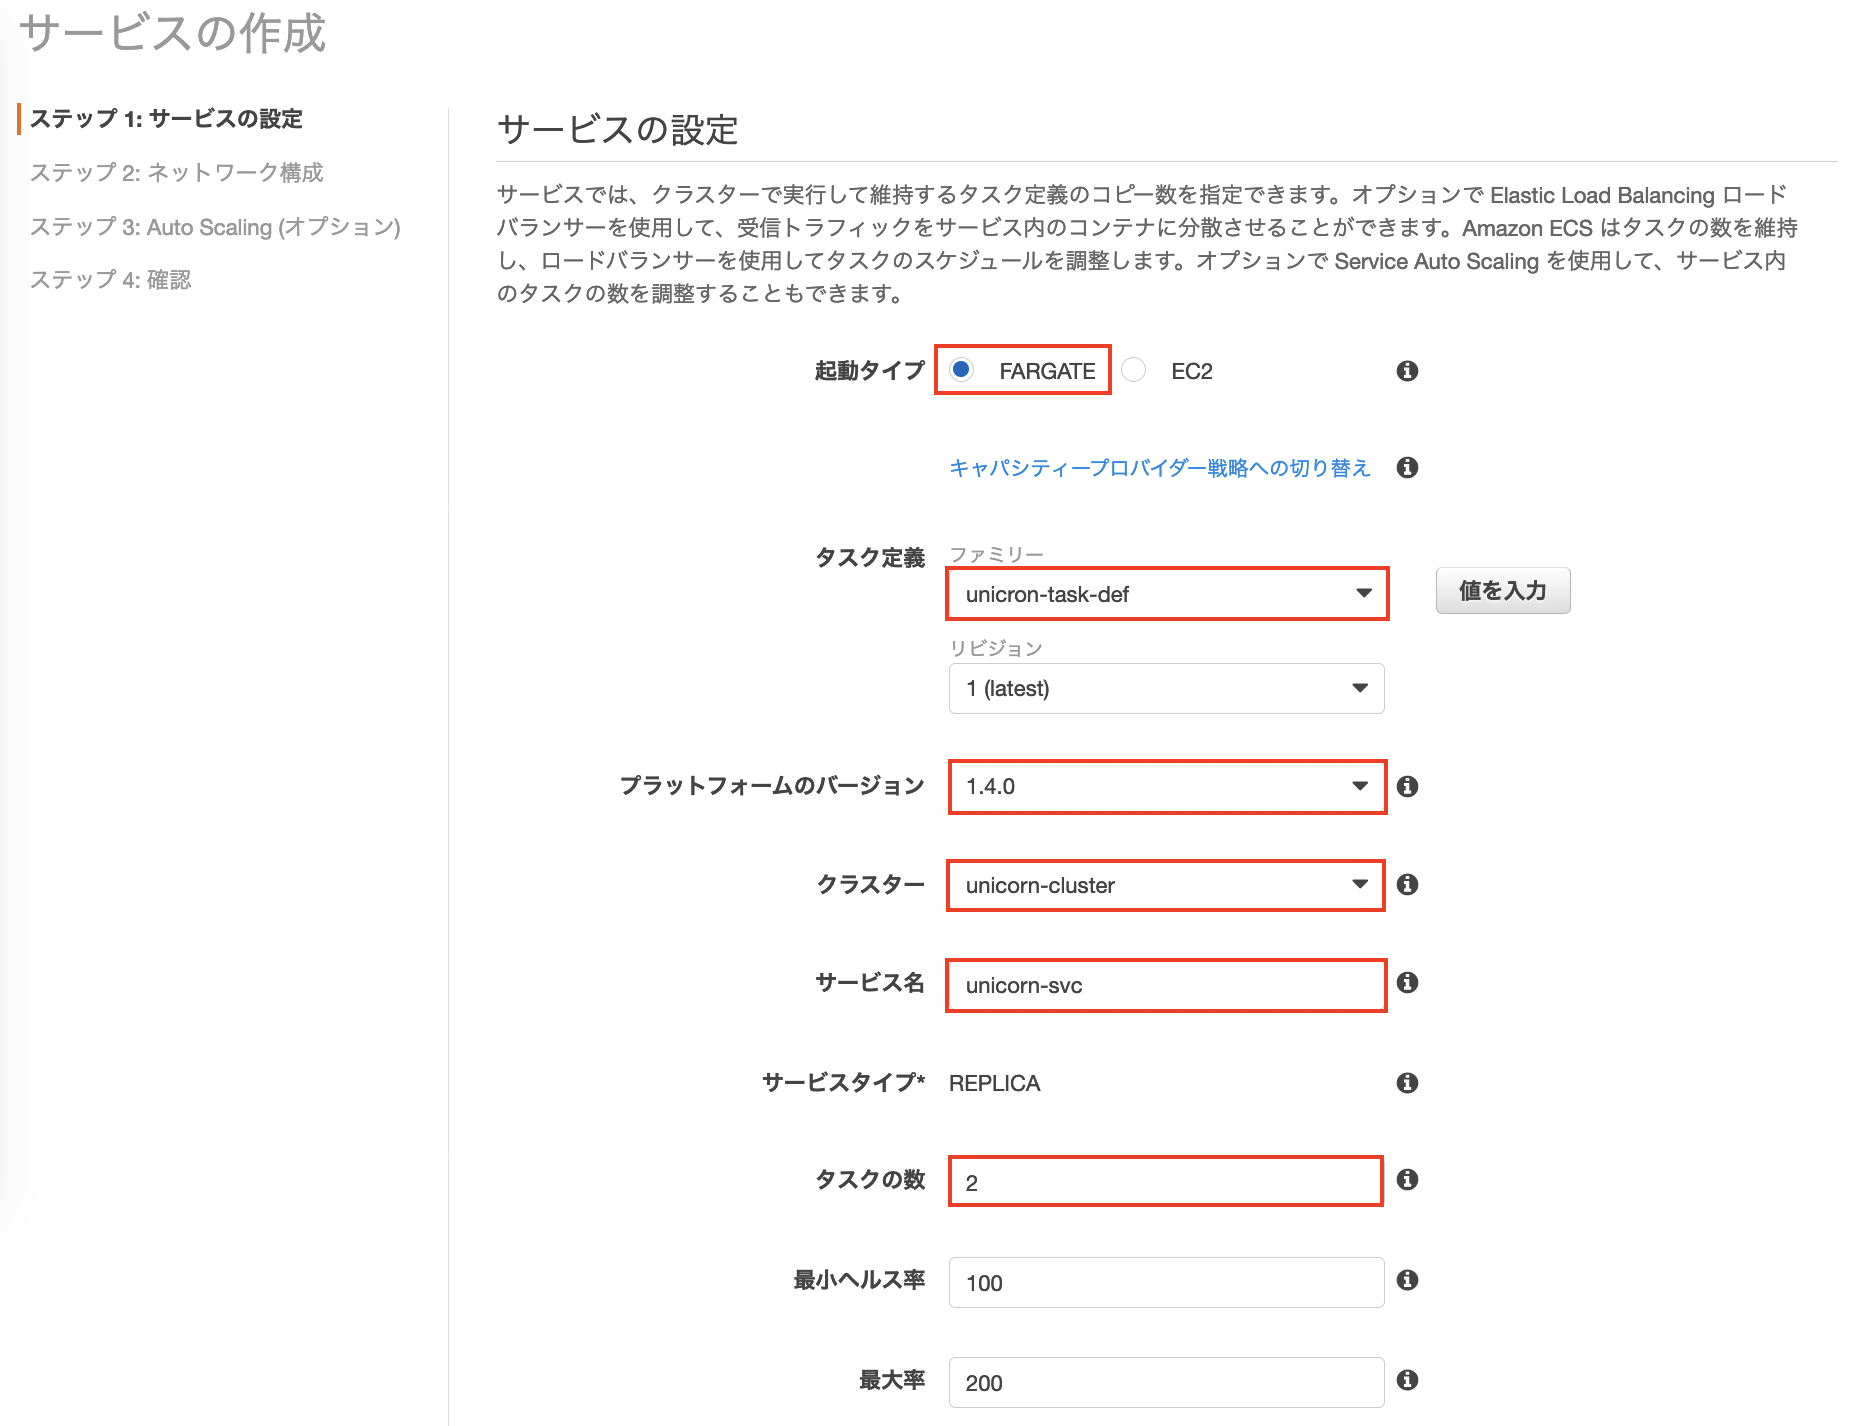 サービスの作成
ステップ 1: サービスの設定
ステップ 2: ネットワーク構成
ステップ 3: Auto Scaling (オプション)
ステップ 4: 確認
サービスの設定
サービスでは、クラスターで実行して維持するタスク定義のコピー数を指定できます。オプションで Elastic Load Balancing ロード
バランサーを使用して、受信トラフィックをサービス内のコンテナに分散させることができます。Amazon ECS はタスクの数を維持
し、ロードバランサーを使用してタスクのスケジュールを調整します。オプションで Service Auto Scaling を使用して、サービス内
のタスクの数を調整することもできます。
起動タイプ FARGATE EC2
キャパシティープロバイダー戦略への切り替え
タスク定義 ファミリー
unicron-task-def 値を入力
リビジョン
1 (latest)
プラットフォームのバージョン 1.4.0
クラスター unicorn-cluster
サービス名 unicorn-svc
サービスタイプ* REPLICA
タスクの数 2
最小ヘルス率 100
最大率 200